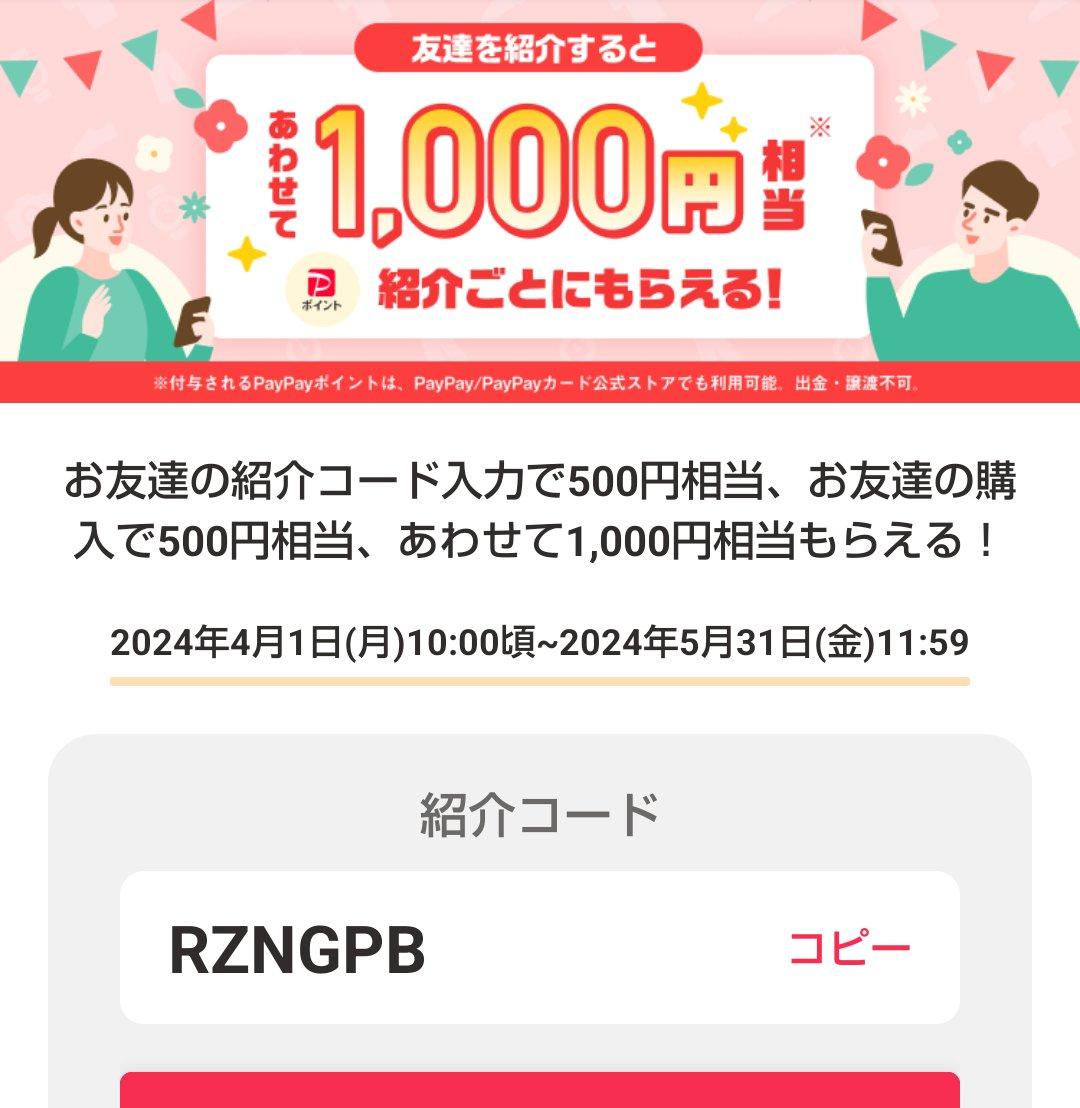 友達を紹介すると
あわせて
1,000円相当※
ポイント
紹介ごとにもらえる!
※付与されるPayPayポイントは、PayPay/PayPayカード公式ストアでも利用可能。出金・譲渡不可。
お友達の紹介コード入力で500円相当、お友達の購
入で500円相当、あわせて1,000円相当もらえる！
2024年4月1日(月)10:00頃~2024年5月31日(金)11:59
紹介コード
RZNGPB
コピー